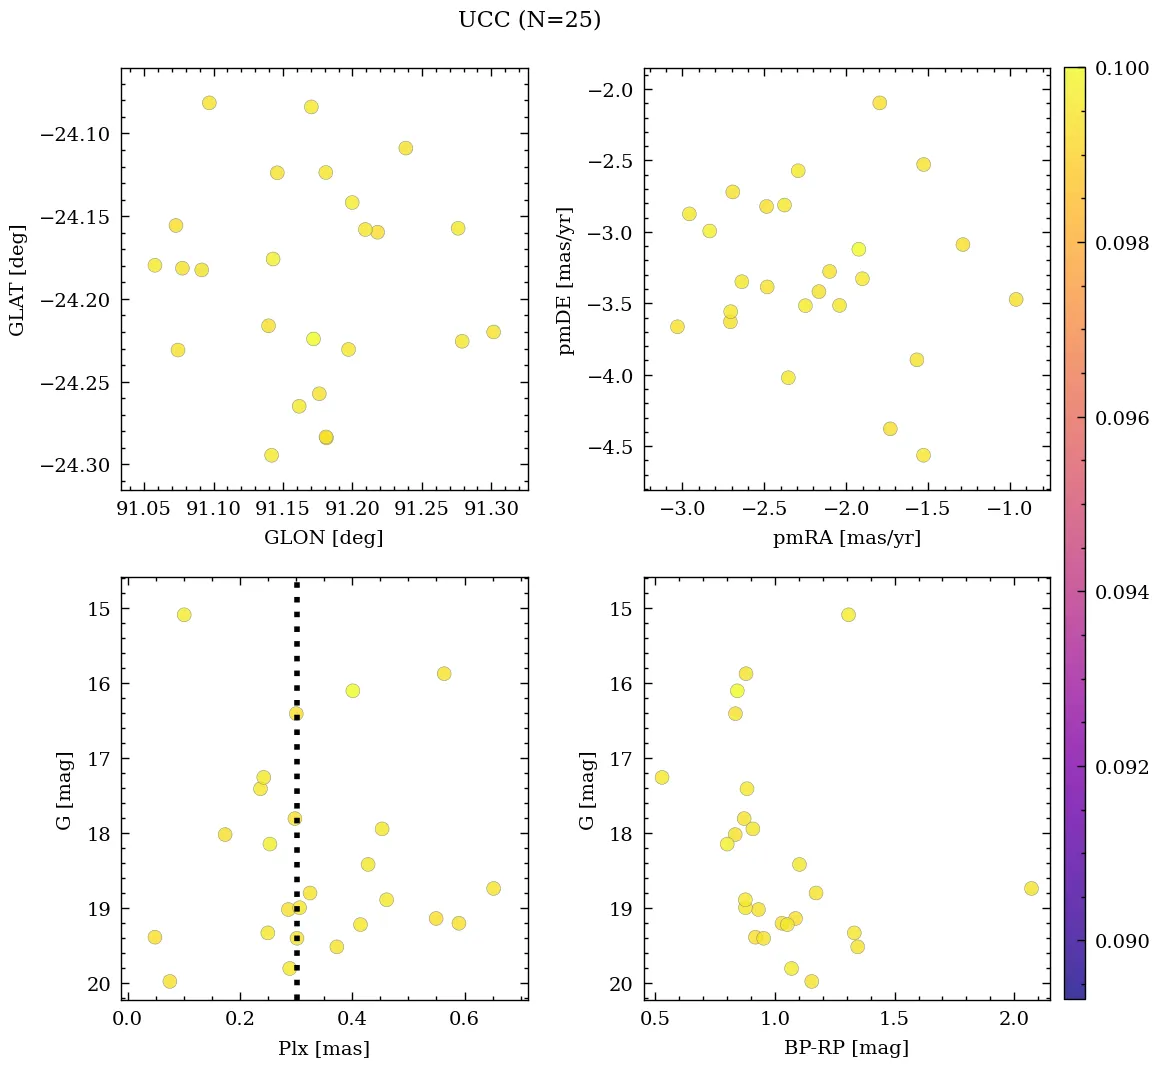 UCC (N=25)
−24.10
−24.15
−24.20
−24.25
−24.30
GLAT [deg]
91.05 91.10 91.15 91.20 91.25 91.30
GLON [deg]
−2.0
−2.5
−3.0
−3.5
−4.0
−4.5
pmDE [mas/yr]
−3.0 −2.5 −2.0 −1.5 −1.0
pmRA [mas/yr]
15
16
17
18
19
20
G [mag]
0.0 0.2 0.4 0.6
Plx [mas]
15
16
17
18
19
20
G [mag]
0.5 1.0 1.5 2.0
BP-RP [mag]
0.100
0.098
0.096
0.094
0.092
0.090